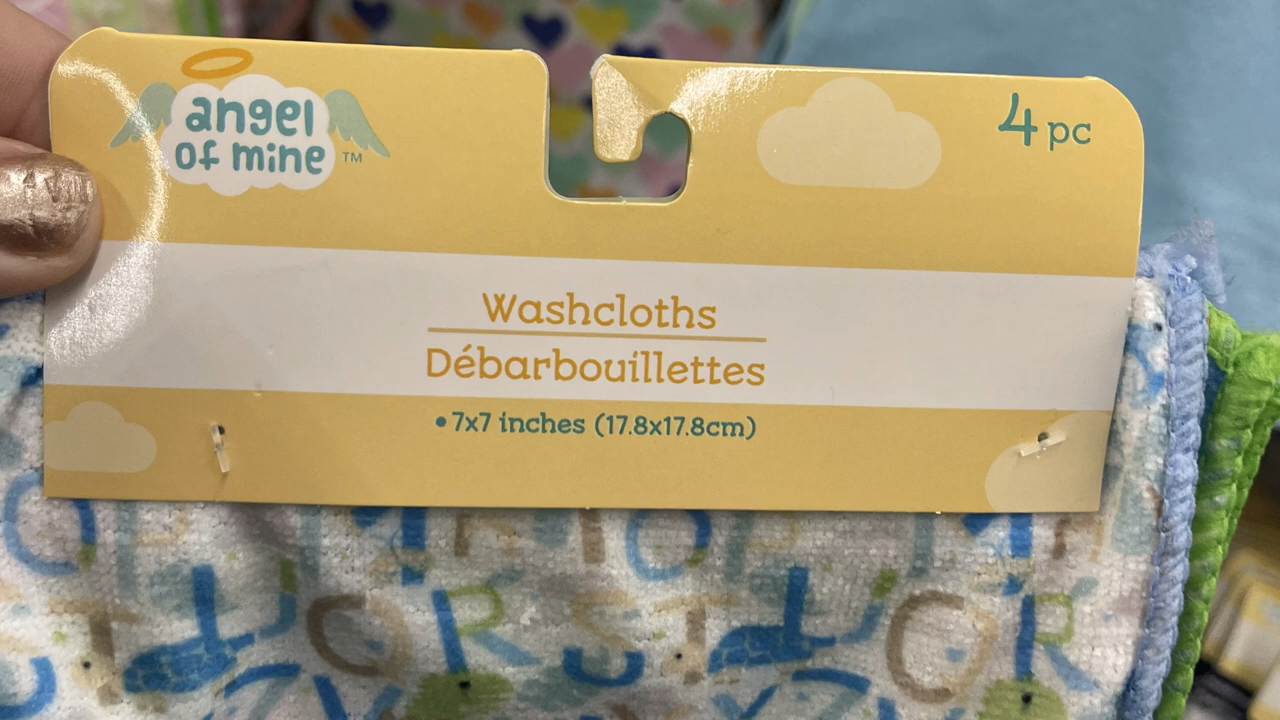 angel
of mine
TM
4 pc
Washcloths
Débarbouillettes
• 7x7 inches (17.8x17.8cm)